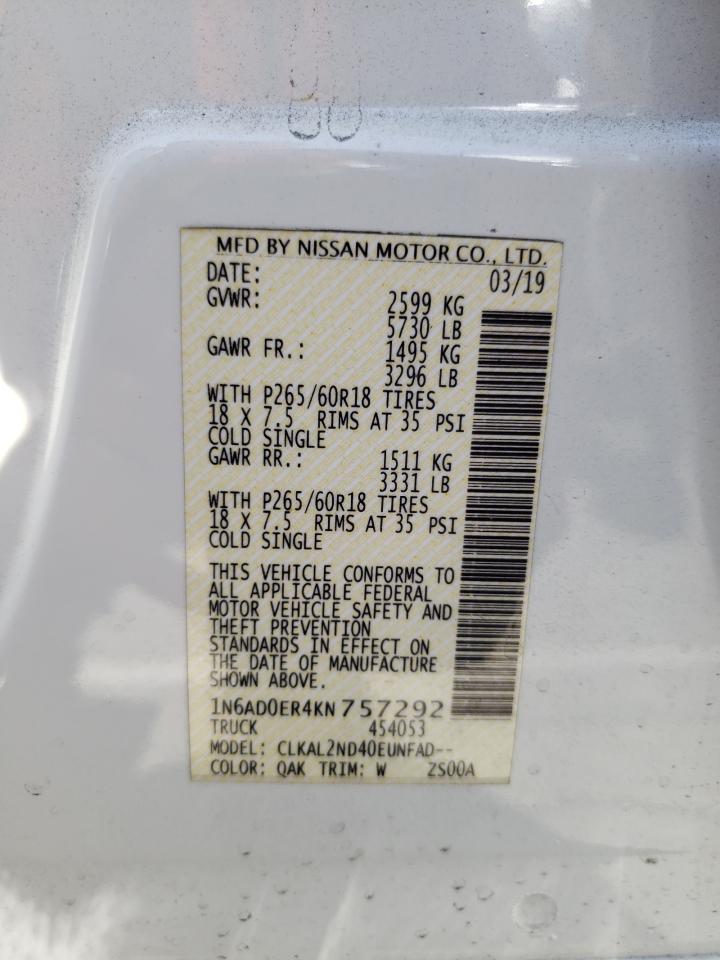 MFD BY NISSAN MOTOR CO., LTD.
DATE: 03/19
GVWR: 2599 KG
5730 LB
GAWR FR.: 1495 KG
3296 LB
WITH P265/60R18 TIRES
18 X 7.5 RIMS AT 35 PSI
COLD SINGLE
GAWR RR.: 1511 KG
3331 LB
WITH P265/60R18 TIRES
18 X 7.5 RIMS AT 35 PSI
COLD SINGLE
THIS VEHICLE CONFORMS TO
ALL APPLICABLE FEDERAL
MOTOR VEHICLE SAFETY AND
THEFT PREVENTION
STANDARDS IN EFFECT ON
THE DATE OF MANUFACTURE
SHOWN ABOVE.
1N6AD0ER4KN757292
TRUCK 454053
MODEL: CLKAL2ND40EUNFAD--
COLOR: QAK TRIM: W ZS00A